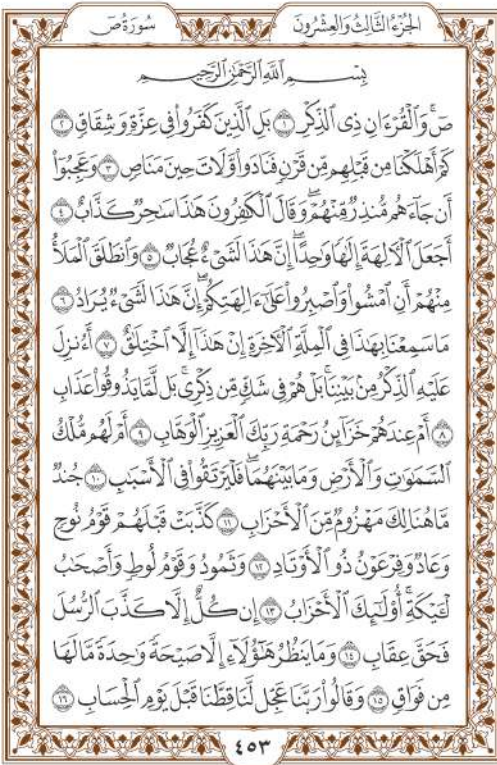 الجُزْءُ الثَّالِثُ وَالعِشْرُونَ
سُورَةُ صٓ
بِسْمِ اللَّهِ الرَّحْمَٰنِ الرَّحِيمِ
صٓۚ وَٱلْقُرْءَانِ ذِى ٱلذِّكْرِ ١ بَلِ ٱلَّذِينَ كَفَرُوا۟ فِى عِزَّةٍ وَشِقَاقٍ ٢
كَمْ أَهْلَكْنَا مِن قَبْلِهِم مِّن قَرْنٍ فَنَادَوا۟ وَّلَاتَ حِينَ مَنَاصٍ ٣ وَعَجِبُوٓا۟
أَن جَآءَهُم مُّنذِرٌ مِّنْهُمْۖ وَقَالَ ٱلْكَٰفِرُونَ هَٰذَا سَٰحِرٌ كَذَّابٌ ٤
أَجَعَلَ ٱلْءَالِهَةَ إِلَٰهًا وَٰحِدًاۖ إِنَّ هَٰذَا لَشَىْءٌ عُجَابٌ ٥ وَٱنطَلَقَ ٱلْمَلَأُ
مِنْهُمْ أَنِ ٱمْشُوا۟ وَٱصْبِرُوا۟ عَلَىٰٓ ءَالِهَتِكُمْۖ إِنَّ هَٰذَا لَشَىْءٌ يُرَادُ ٦
مَا سَمِعْنَا بِهَٰذَا فِى ٱلْمِلَّةِ ٱلْءَاخِرَةِ إِنْ هَٰذَآ إِلَّا ٱخْتِلَٰقٌ ٧ أَءُنزِلَ
عَلَيْهِ ٱلذِّكْرُ مِنۢ بَيْنِنَاۚ بَلْ هُمْ فِى شَكٍّ مِّن ذِكْرِىۖ بَل لَّمَّا يَذُوقُوا۟ عَذَابِ
٨ أَمْ عِندَهُمْ خَزَآئِنُ رَحْمَةِ رَبِّكَ ٱلْعَزِيزِ ٱلْوَهَّابِ ٩ أَمْ لَهُم مُّلْكُ
ٱلسَّمَٰوَٰتِ وَٱلْأَرْضِ وَمَا بَيْنَهُمَاۖ فَلْيَرْتَقُوا۟ فِى ٱلْأَسْبَٰبِ ١٠ جُندٌ
مَّا هُنَالِكَ مَهْزُومٌ مِّنَ ٱلْأَحْزَابِ ١١ كَذَّبَتْ قَبْلَهُمْ قَوْمُ نُوحٍ
وَعَادٌ وَفِرْعَوْنُ ذُو ٱلْأَوْتَادِ ١٢ وَثَمُودُ وَقَوْمُ لُوطٍ وَأَصْحَٰبُ
لْـَٔيْكَةِۚ أُو۟لَٰٓئِكَ ٱلْأَحْزَابُ ١٣ إِن كُلٌّ إِلَّا كَذَّبَ ٱلرُّسُلَ
فَحَقَّ عِقَابِ ١٤ وَمَا يَنظُرُ هَٰٓؤُلَآءِ إِلَّا صَيْحَةً وَٰحِدَةً مَّا لَهَا
مِن فَوَاقٍ ١٥ وَقَالُوا۟ رَبَّنَا عَجِّل لَّنَا قِطَّنَا قَبْلَ يَوْمِ ٱلْحِسَابِ ١٦
٤٥٣